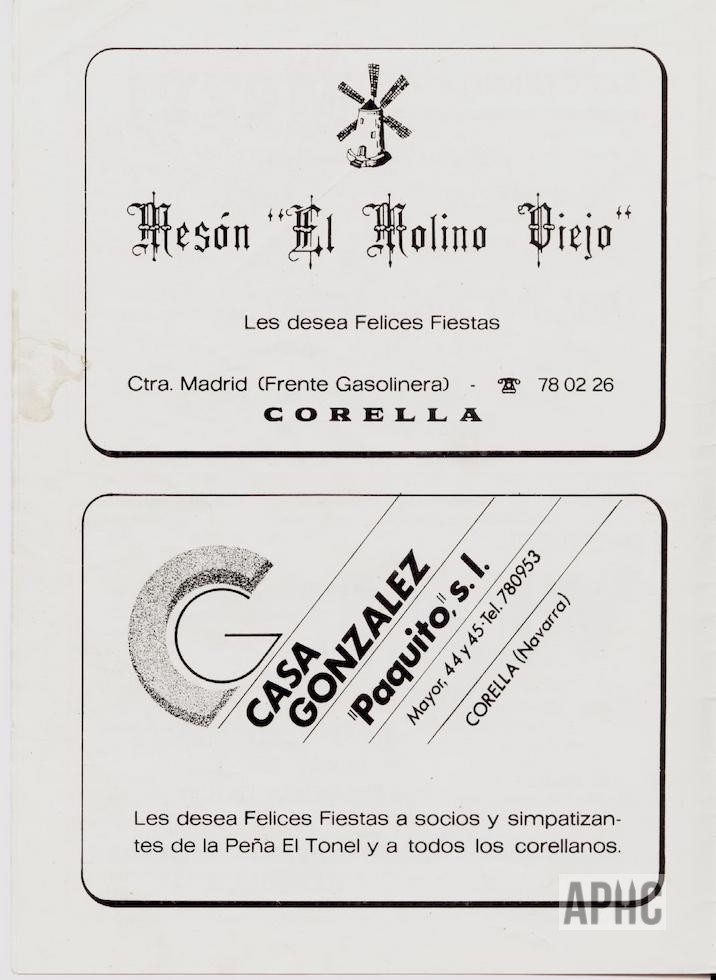 Mesón "El Molino Viejo"
Les desea Felices Fiestas
Ctra. Madrid (Frente Gasolinera) - ☎ 78 02 26
CORELLA
CASA
GONZALEZ
"Paquito", s. l.
Mayor, 44 y 45-Tel. 780953
CORELLA (Navarra)
Les desea Felices Fiestas a socios y simpatizan-
tes de la Peña El Tonel y a todos los corellanos.
APHC